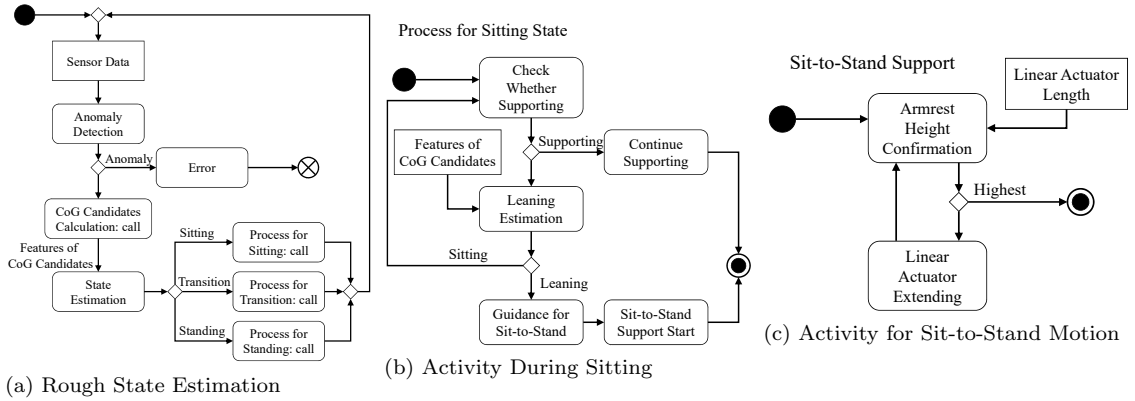 Sensor Data
Anomaly
Detection
Anomaly
Error
CoG Candidates
Calculation: call
Features of
CoG Candidates
State
Estimation
Sitting
Process for
Sitting: call
Transition
Process for
Transition: call
Standing
Process for
Standing: call
(a) Rough State Estimation
Process for Sitting State
Check
Whether
Supporting
Features of
CoG Candidates
Supporting
Continue
Supporting
Leaning
Estimation
Sitting
Leaning
Guidance for
Sit-to-Stand
Sit-to-Stand
Support Start
(b) Activity During Sitting
Sit-to-Stand Support
Linear Actuator
Length
Armrest
Height
Confirmation
Highest
Linear
Actuator
Extending
(c) Activity for Sit-to-Stand Motion